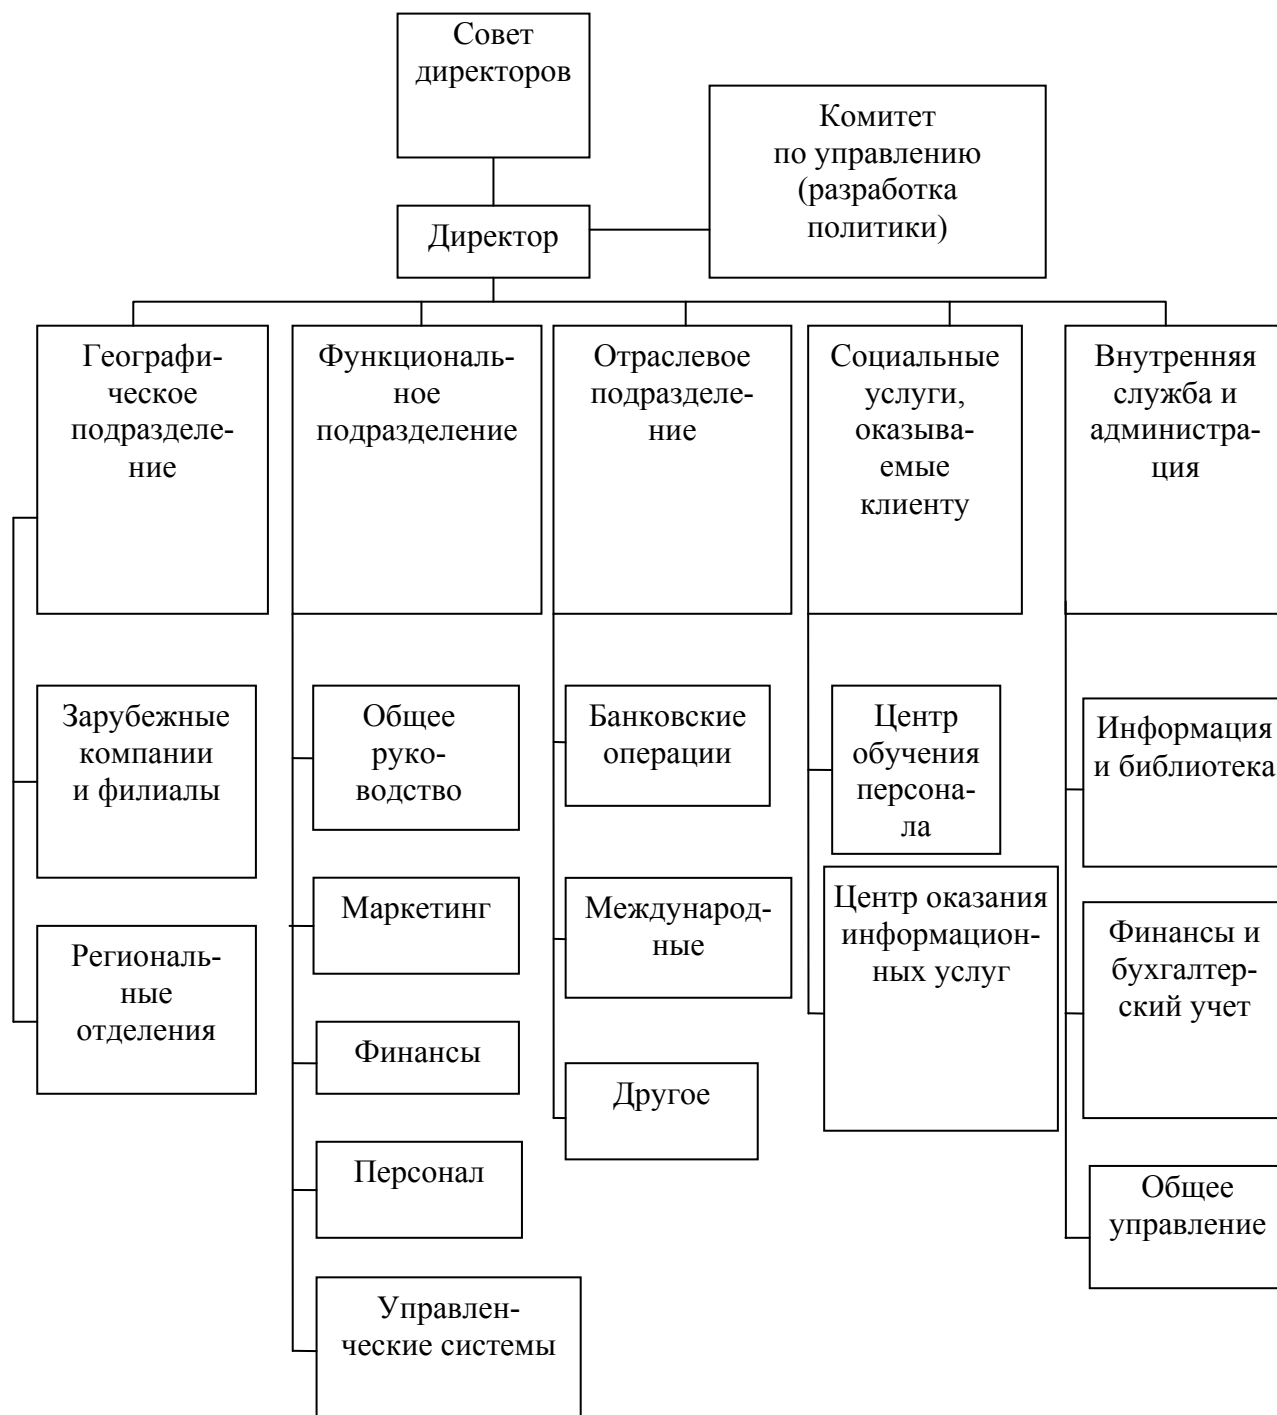 Совет
директоров
Комитет
по управлению
(разработка
политики)
Директор
Географи-
ческое
подразделе-
ние
Функциональ-
ное
подразделение
Отраслевое
подразделе-
ние
Социальные
услуги,
оказыва-
емые
клиенту
Внутренняя
служба и
администра-
ция
Зарубежные
компании
и филиалы
Региональ-
ные
отделения
Общее
руко-
водство
Маркетинг
Финансы
Персонал
Управлен-
ческие системы
Банковские
операции
Международ-
ные
Другое
Центр
обучения
персона-
ла
Центр оказания
информацион-
ных услуг
Информация
и библиотека
Финансы и
бухгалтер-
ский учет
Общее
управление